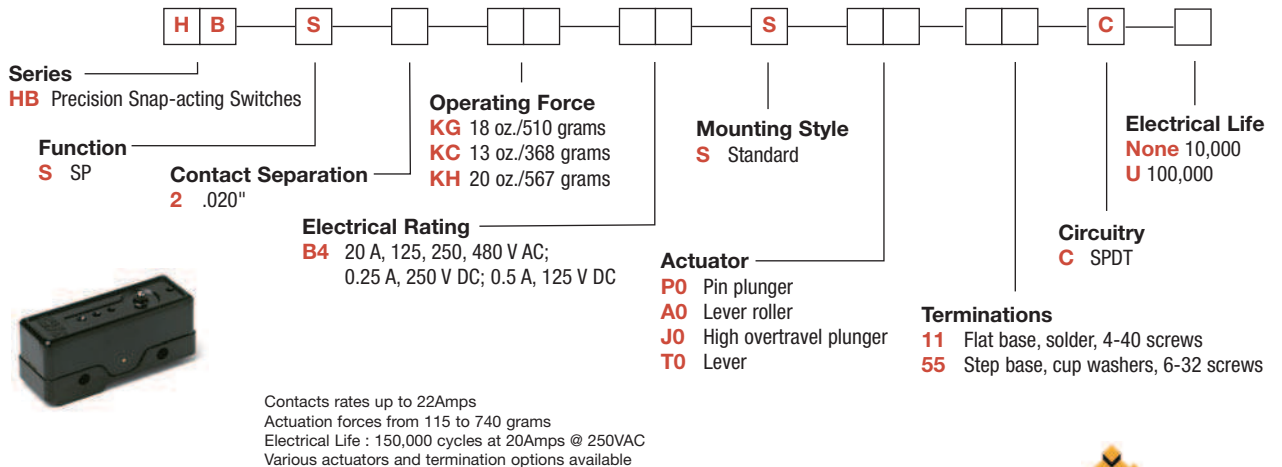 H B S S C
Series
HB Precision Snap-acting Switches
Function
S SP
Contact Separation
2 .020"
Operating Force
KG 18 oz./510 grams
KC 13 oz./368 grams
KH 20 oz./567 grams
Electrical Rating
B4 20 A, 125, 250, 480 V AC;
0.25 A, 250 V DC; 0.5 A, 125 V DC
Mounting Style
S Standard
Actuator
P0 Pin plunger
A0 Lever roller
J0 High overtravel plunger
T0 Lever
Terminations
11 Flat base, solder, 4-40 screws
55 Step base, cup washers, 6-32 screws
Circuitry
C SPDT
Electrical Life
None 10,000
U 100,000
Contacts rates up to 22Amps
Actuation forces from 115 to 740 grams
Electrical Life : 150,000 cycles at 20Amps @ 250VAC
Various actuators and termination options available